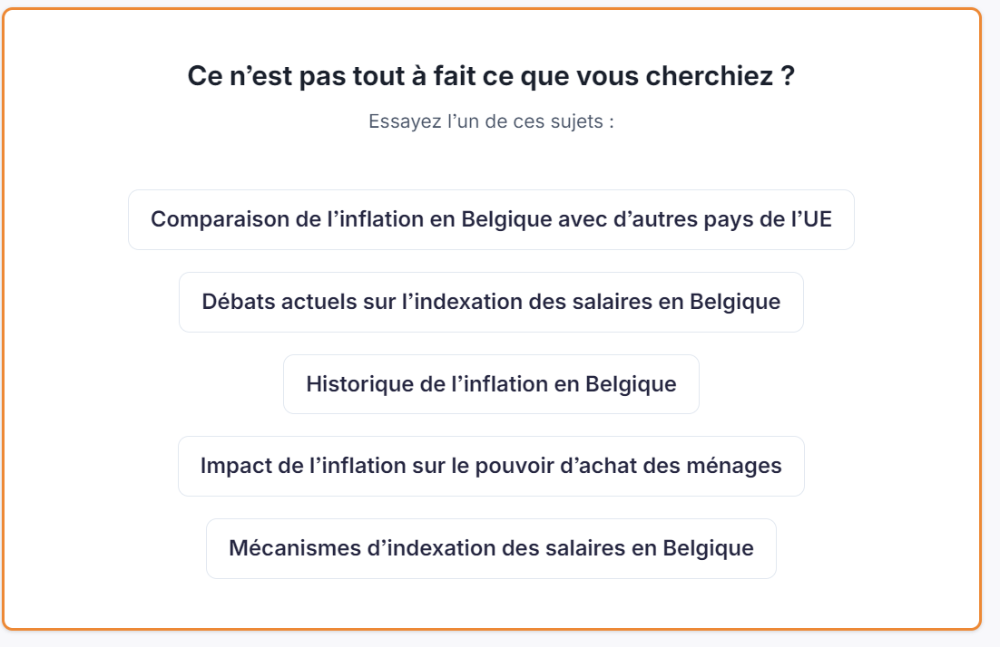 Ce n’est pas tout à fait ce que vous cherchiez ?
Essayez l’un de ces sujets :
Comparaison de l’inflation en Belgique avec d’autres pays de l’UE
Débats actuels sur l’indexation des salaires en Belgique
Historique de l’inflation en Belgique
Impact de l’inflation sur le pouvoir d’achat des ménages
Mécanismes d’indexation des salaires en Belgique